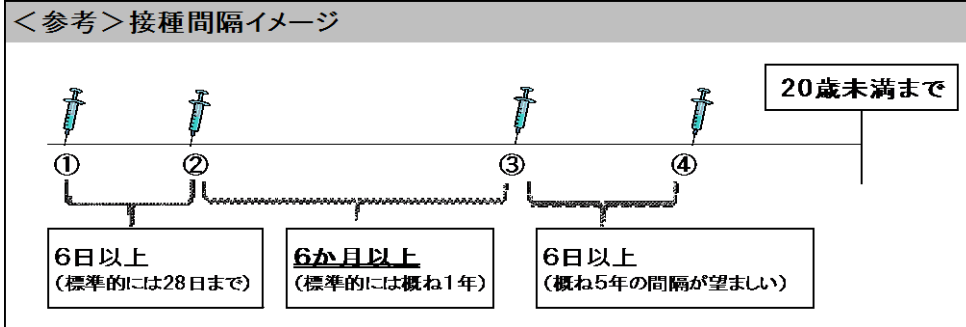 ＜参考＞接種間隔イメージ
20歳未満まで
① ② ③ ④
6日以上
(標準的には28日まで)
6か月以上
(標準的には概ね1年)
6日以上
(概ね5年の間隔が望ましい)